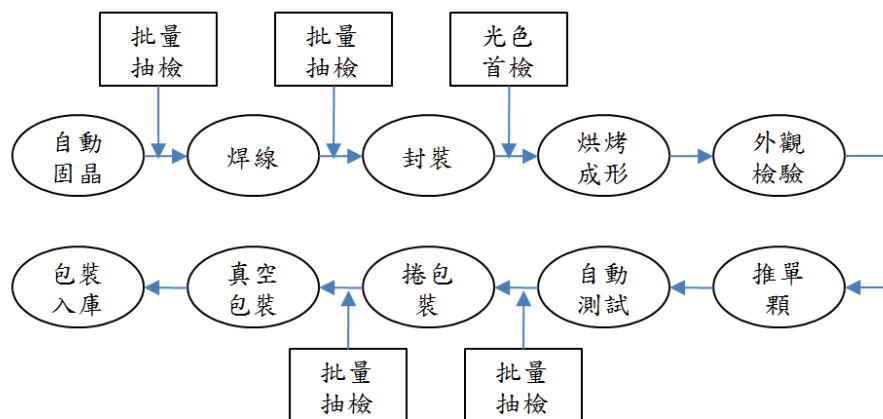 批量
抽檢
批量
抽檢
光色
首檢
自動
固晶
焊線
封裝
烘烤
成形
外觀
檢驗
包裝
入庫
真空
包裝
捲包
裝
自動
測試
推單
顆
批量
抽檢
批量
抽檢